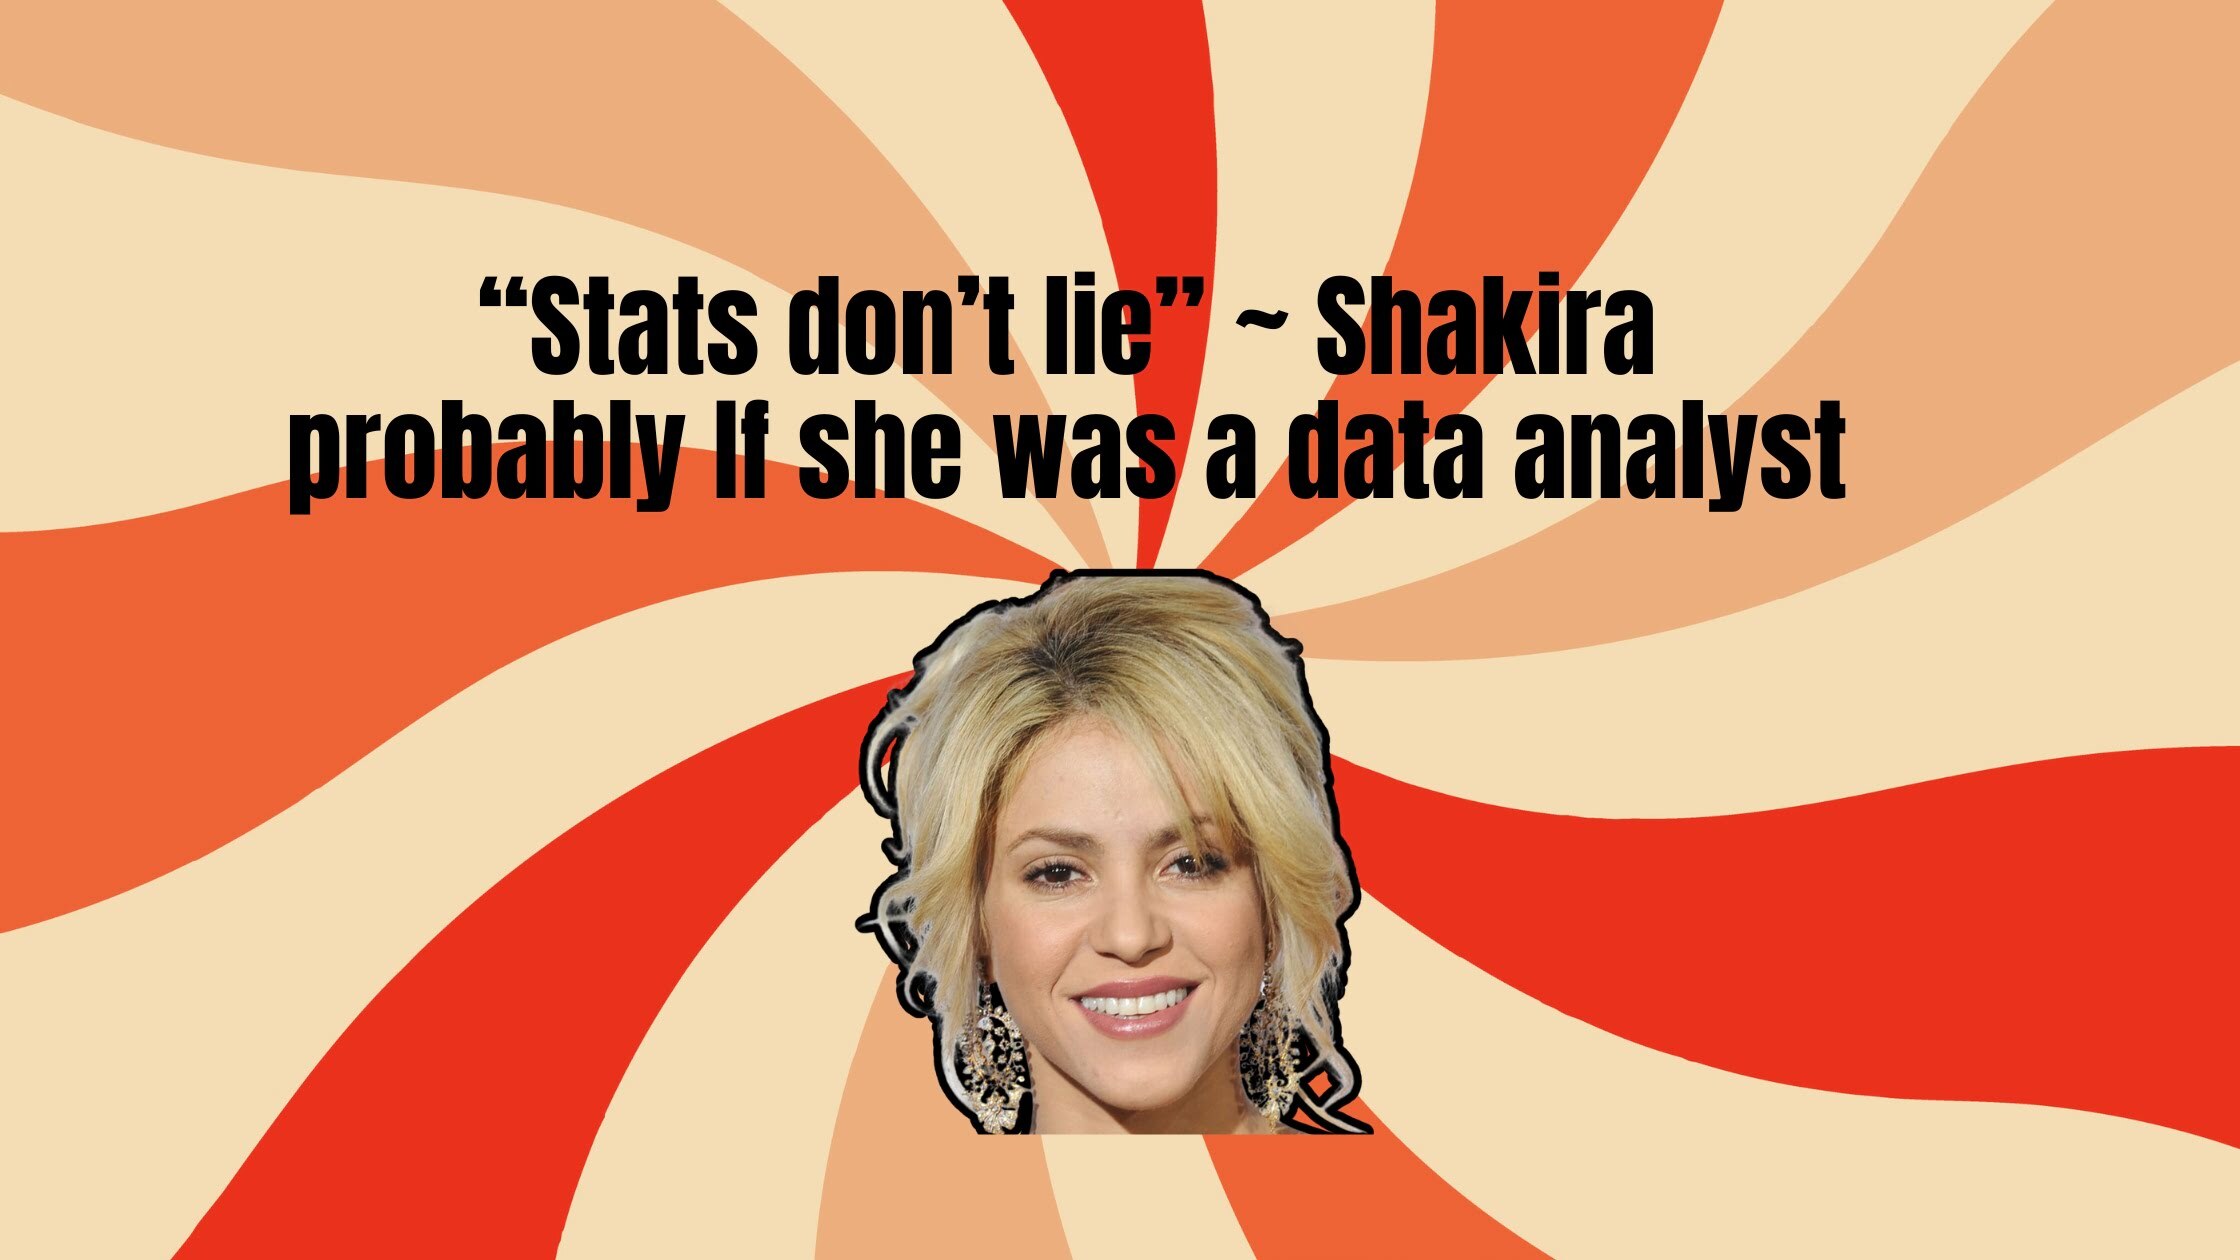 “Stats don’t lie” ~ Shakira
probably If she was a data analyst